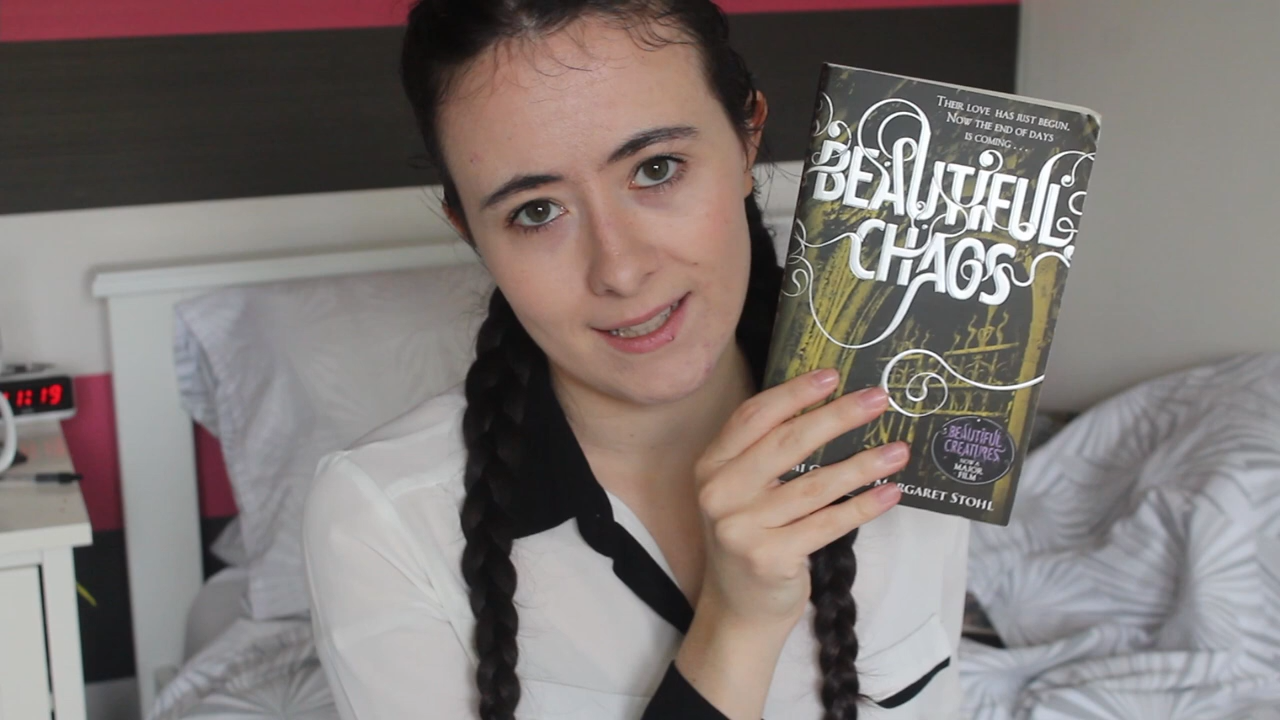 THEIR LOVE HAS JUST BEGUN.
NOW THE END OF DAYS
IS COMING...
BEAUTIFUL
CHAOS
BEAUTIFUL
CREATURES
NOW A
MAJOR
FILM
MARGARET STOHL
11:19